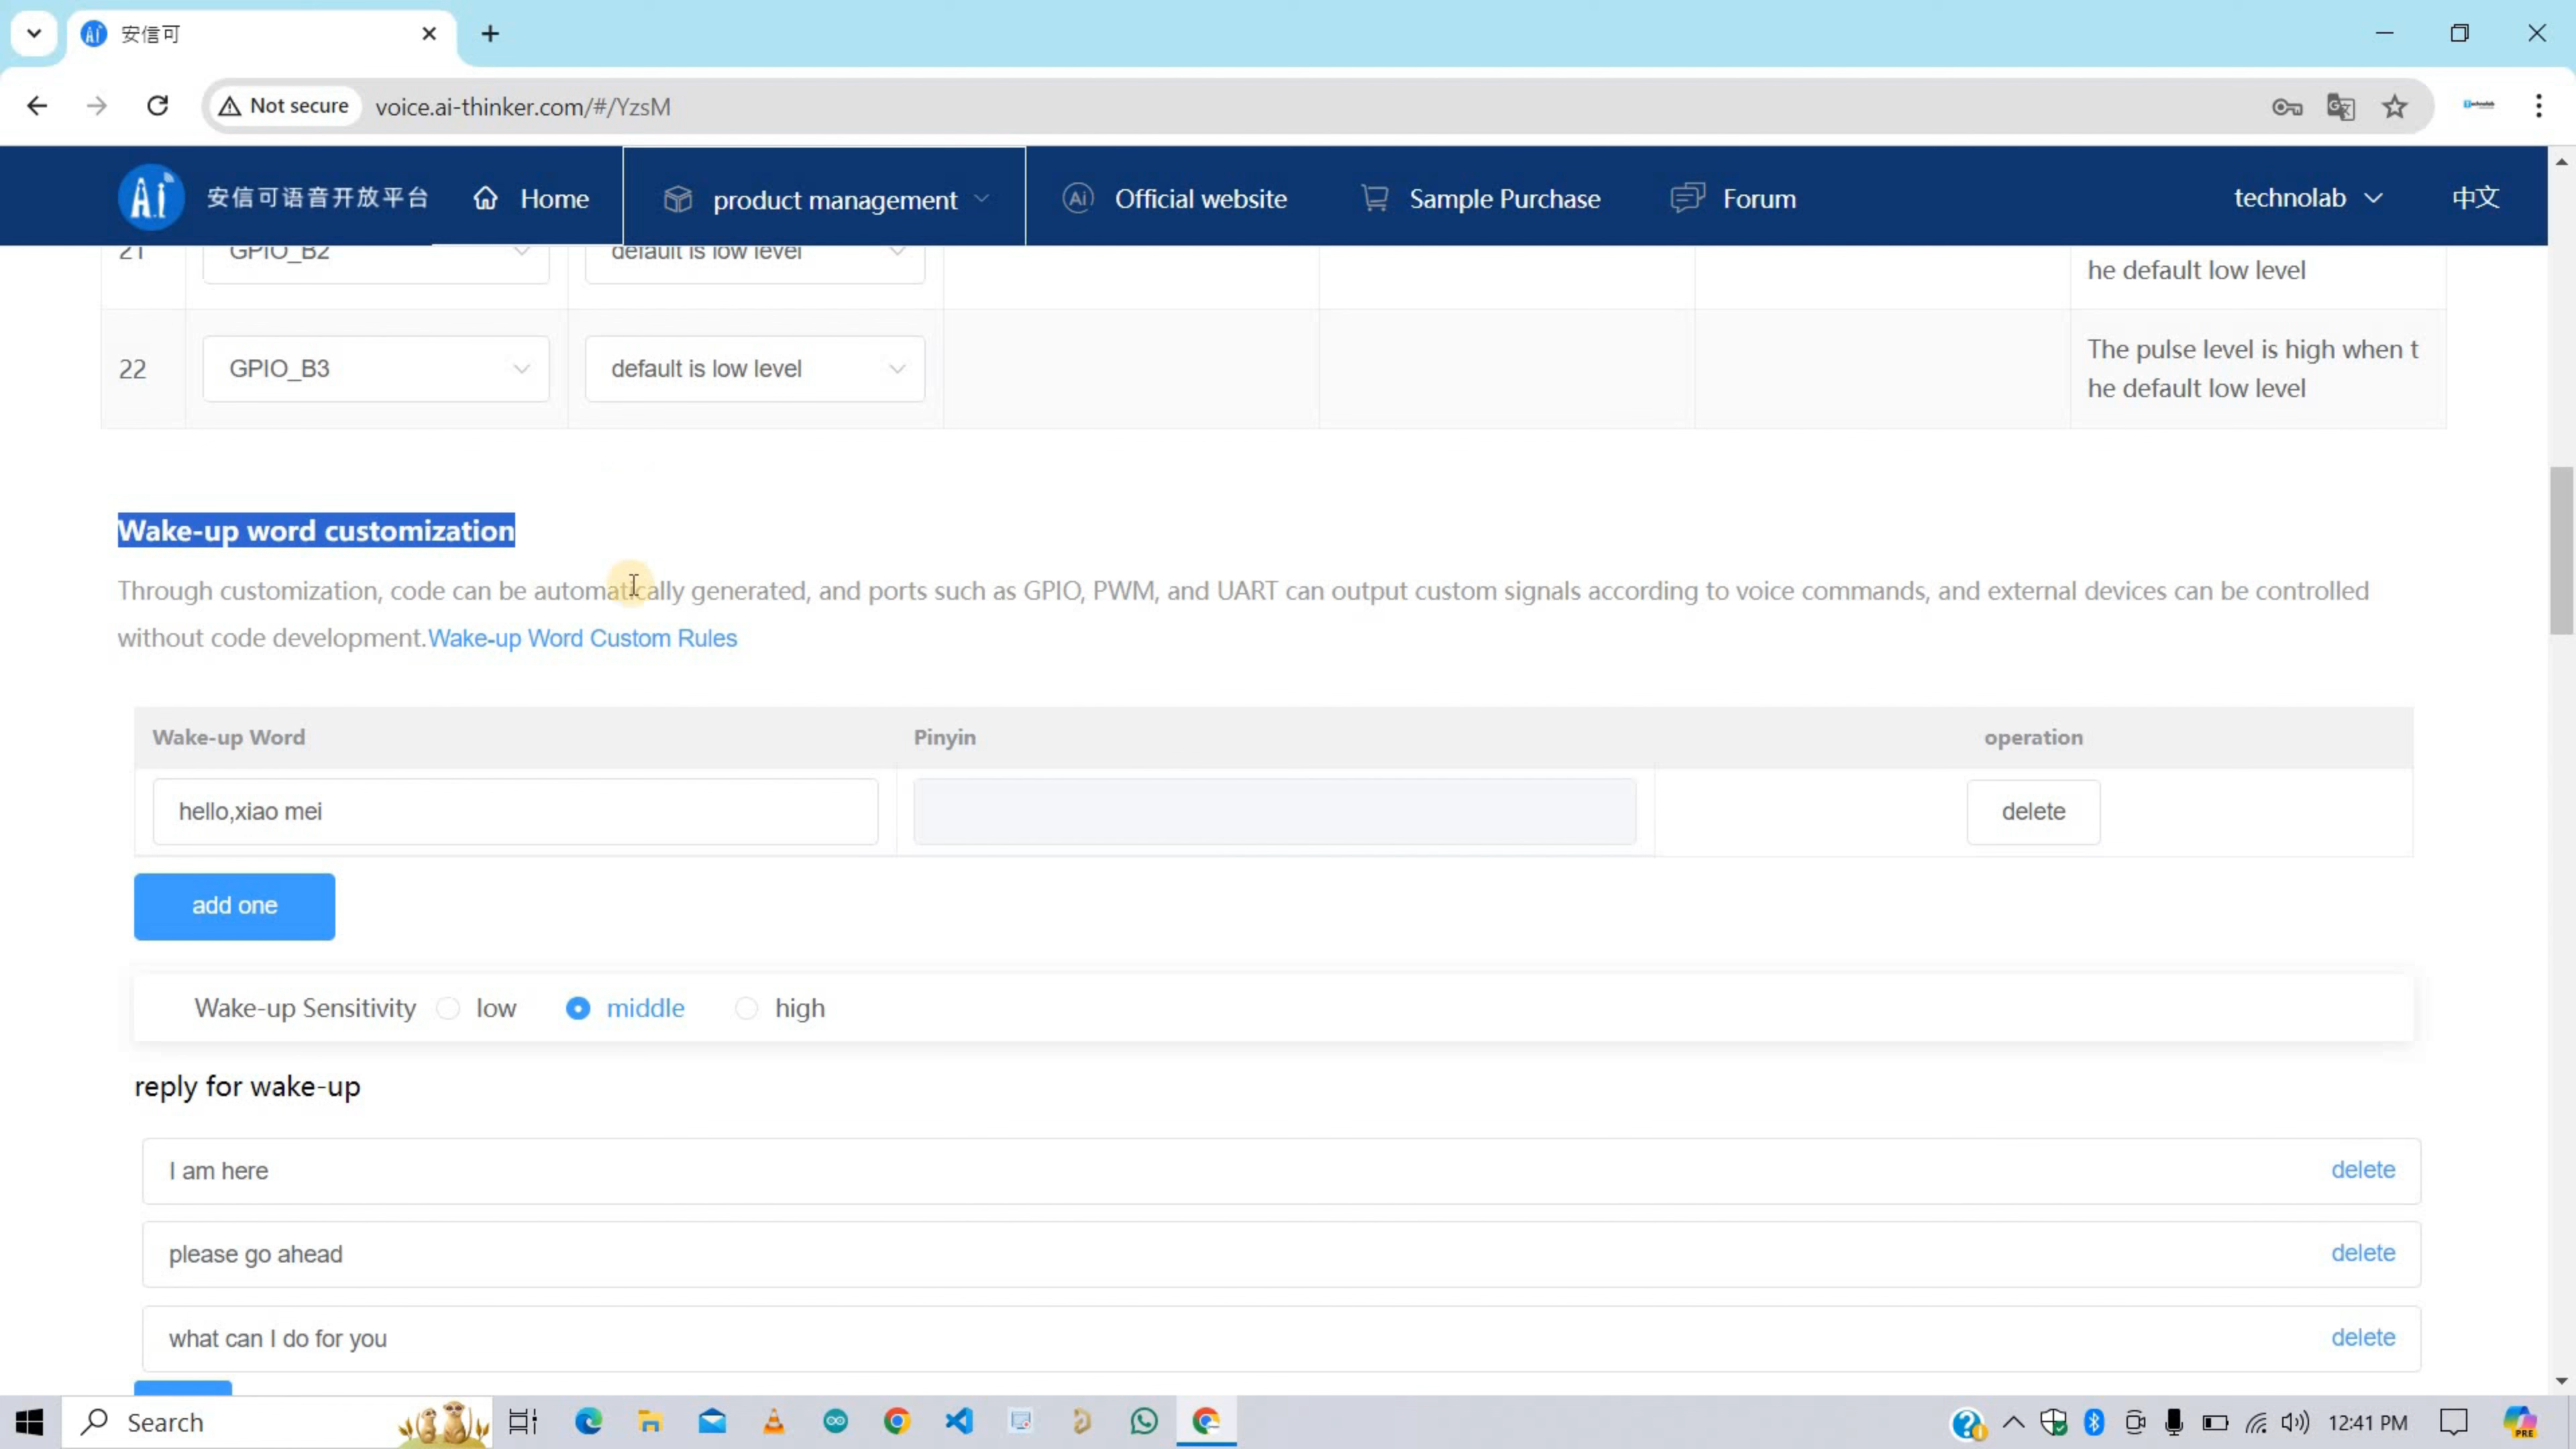 安信可
Not secure
voice.ai-thinker.com/#/YzsM
安信可语音开放平台
Home
product management
Official website
Sample Purchase
Forum
technolab
中文
21
GPIO_B2
default is low level
he default low level
22
GPIO_B3
default is low level
The pulse level is high when t
he default low level
Wake-up word customization
Through customization, code can be automatically generated, and ports such as GPIO, PWM, and UART can output custom signals according to voice commands, and external devices can be controlled
without code development.Wake-up Word Custom Rules
Wake-up Word
Pinyin
operation
hello,xiao mei
delete
add one
Wake-up Sensitivity
low
middle
high
reply for wake-up
I am here
delete
please go ahead
delete
what can I do for you
delete
Search
12:41 PM
PRE